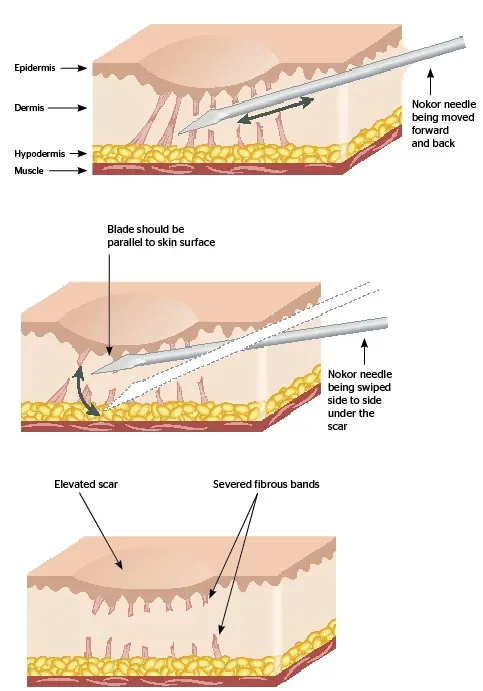 Epidermis
Dermis
Hypodermis
Muscle
Nokor needle
being moved
forward
and back
Blade should be
parallel to skin surface
Nokor needle
being swiped
side to side
under the
scar
Elevated scar
Severed fibrous bands